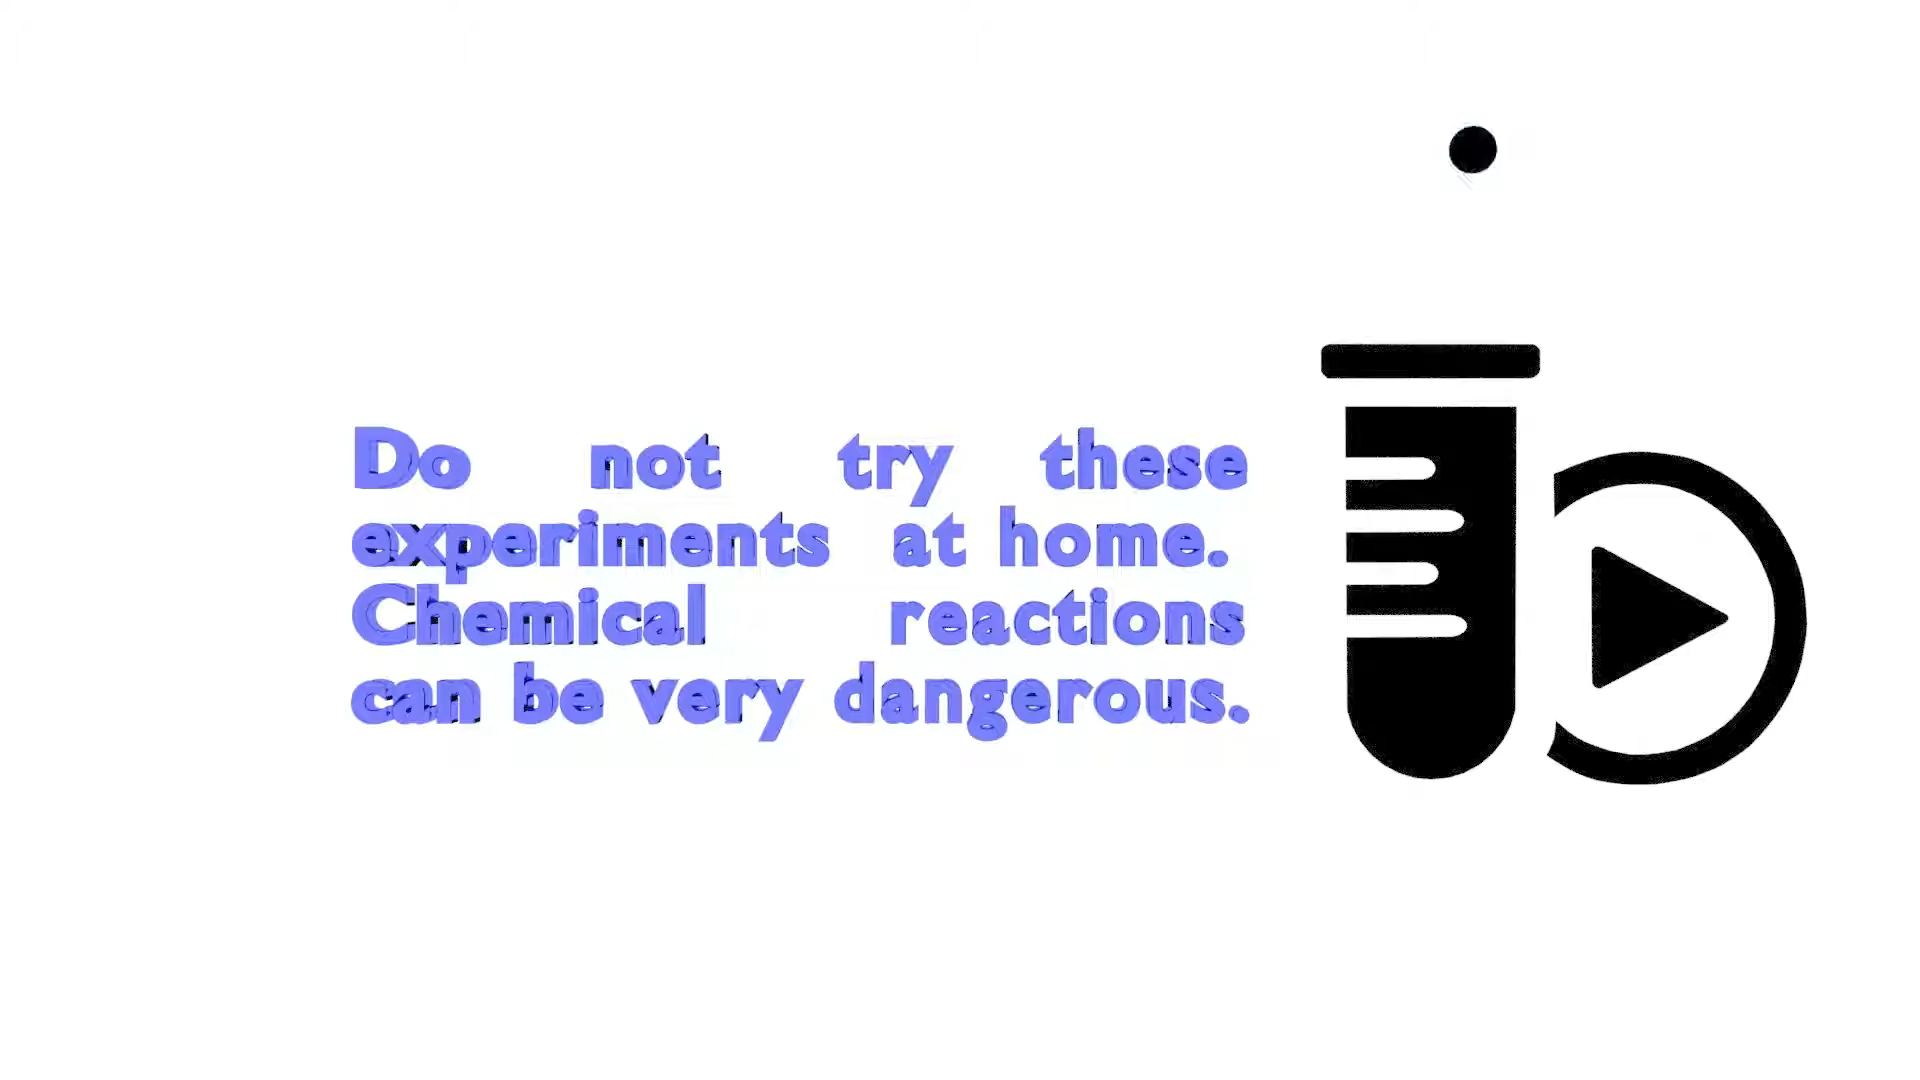 Do not try these
experiments at home.
Chemical reactions
can be very dangerous.